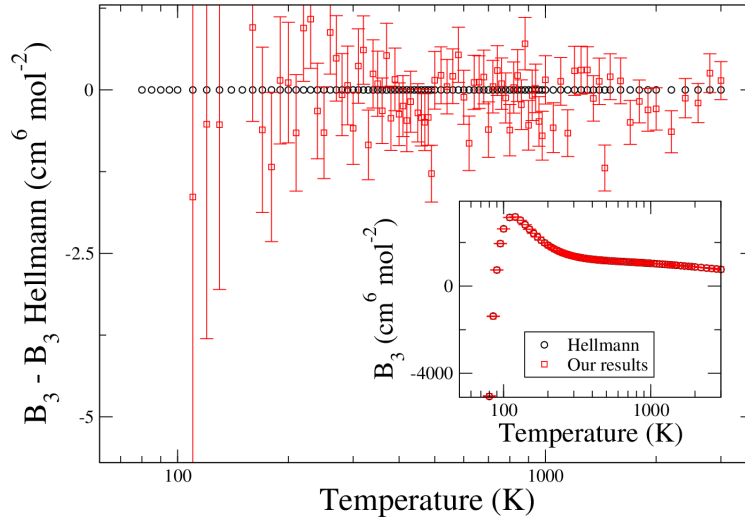 B₃ - B₃ Hellmann (cm⁶ mol⁻²)
0
-2.5
-5
100
1000
Temperature (K)
B₃ (cm⁶ mol⁻²)
0
-4000
Hellmann
Our results
100
1000
Temperature (K)